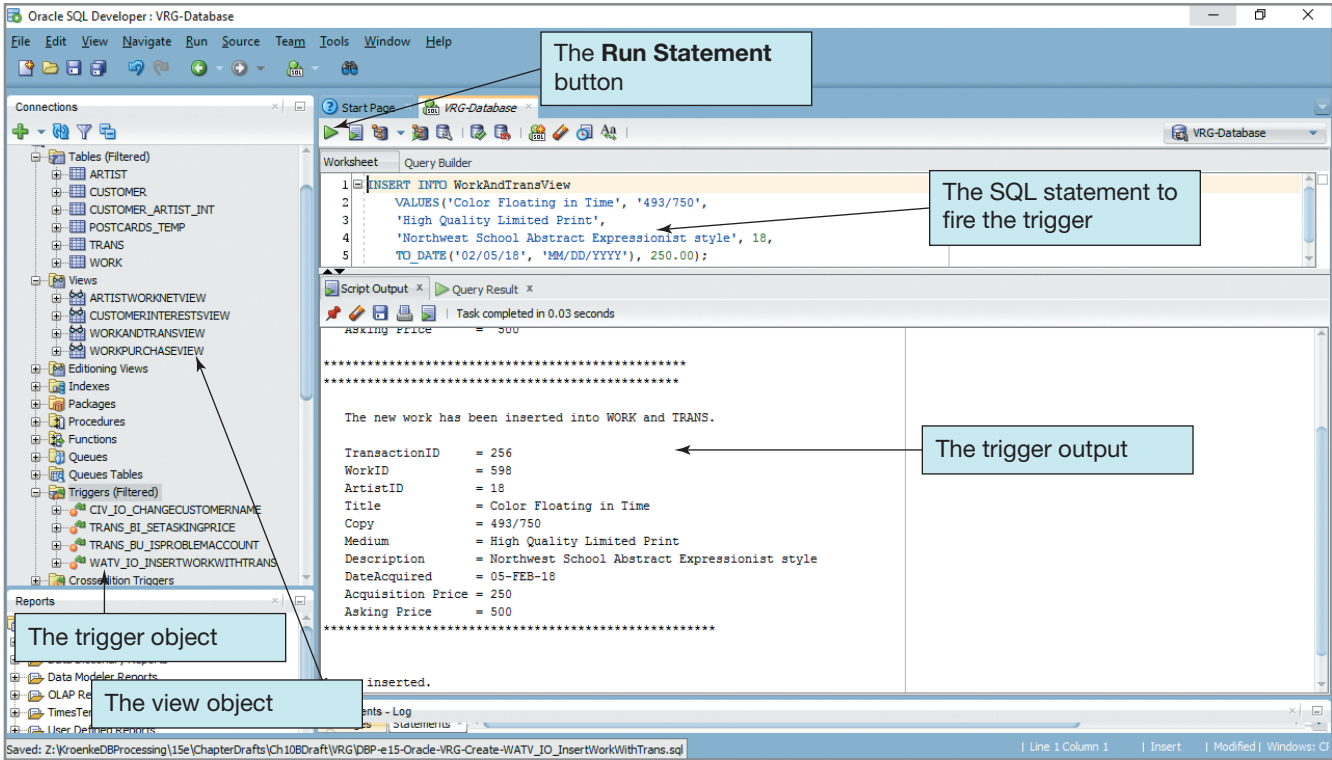 Oracle SQL Developer : VRG-Database
File Edit View Navigate Run Source Team Tools Window Help
The Run Statement
button
Connections
Start Page
VRG-Database
VRG-Database
Tables (Filtered)
ARTIST
CUSTOMER
CUSTOMER_ARTIST_INT
POSTCARDS_TEMP
TRANS
WORK
Views
ARTISTWORKNETVIEW
CUSTOMERINTERESTSVIEW
WORKANDTRANSVIEW
WORKPURCHASEVIEW
Editioning Views
Indexes
Packages
Procedures
Functions
Queues
Queues Tables
Triggers (Filtered)
CIV_IO_CHANGECUSTOMERNAME
TRANS_BI_SETASKINGPRICE
TRANS_BU_ISPROBLEMACCOUNT
WATV_IO_INSERTWORKWITHTRANS
Crossedition Triggers
Reports
The trigger object
Data Dictionary Reports
Data Modeler Reports
OLAP
The view object
User Defined Reports
Worksheet Query Builder
1 INSERT INTO WorkAndTransView
2 VALUES('Color Floating in Time', '493/750',
3 'High Quality Limited Print',
4 'Northwest School Abstract Expressionist style', 18,
5 TO_DATE('02/05/18', 'MM/DD/YYYY'), 250.00);
The SQL statement to
fire the trigger
Script Output x Query Result x
Task completed in 0.03 seconds
Asking Price = 500
**************************************************
*************************************************
The new work has been inserted into WORK and TRANS.
TransactionID = 256
WorkID = 598
ArtistID = 18
Title = Color Floating in Time
Copy = 493/750
Medium = High Quality Limited Print
Description = Northwest School Abstract Expressionist style
DateAcquired = 05-FEB-18
Acquisition Price = 250
Asking Price = 500
******************************************************
The trigger output
inserted.
- Log
Statements
Saved: Z:\KroenkeDBProcessing\15e\ChapterDrafts\Ch10BDraft\VRG\DBP-e15-Oracle-VRG-Create-WATV_IO_InsertWorkWithTrans.sql
Line 1 Column 1 | Insert | Modified | Windows: